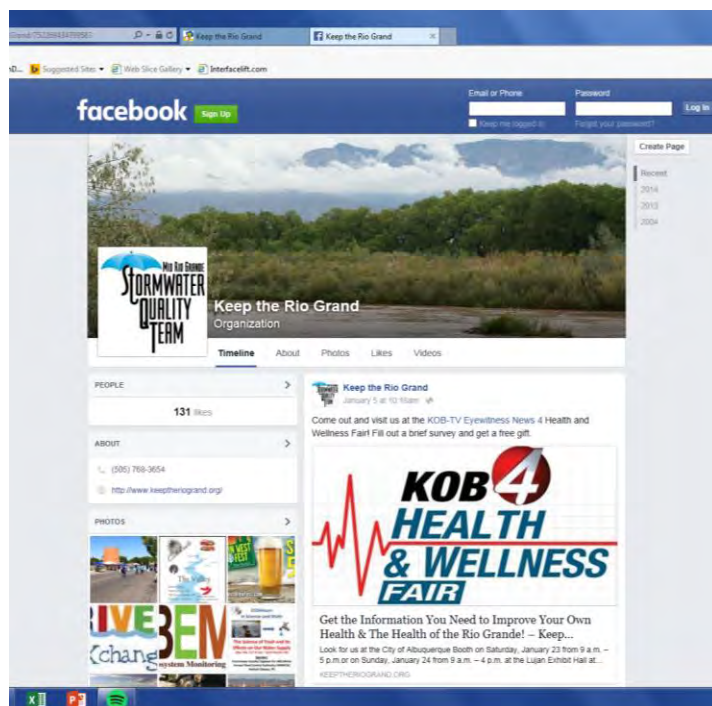 Keep the Rio Grand
Keep the Rio Grand
Suggested Sites
Web Slice Gallery
Interfacelift.com
facebook
Sign Up
Email or Phone
Password
Log In
Keep me logged in
Forgot your password?
Create Page
Recent
2014
2013
2004
MID RIO GRANDE
STORMWATER
QUALITY
TEAM
Keep the Rio Grand
Organization
Timeline
About
Photos
Likes
Videos
PEOPLE
131 likes
ABOUT
(505) 768-3654
http://www.keeptheriogrand.org/
PHOTOS
The Valley
BEM
Ecosystem Monitoring
Keep the Rio Grand
January 5 at 10:16am
Come out and visit us at the KOB-TV Eyewitness News 4 Health and
Wellness Fair! Fill out a brief survey and get a free gift.
KOB 4
HEALTH
& WELLNESS
FAIR
Get the Information You Need to Improve Your Own
Health & The Health of the Rio Grande! – Keep...
Look for us at the City of Albuquerque Booth on Saturday, January 23 from 9 a.m. –
5 p.m.or on Sunday, January 24 from 9 a.m. – 4 p.m. at the Lujan Exhibit Hall at...
KEEPTHERIOGRAND.ORG